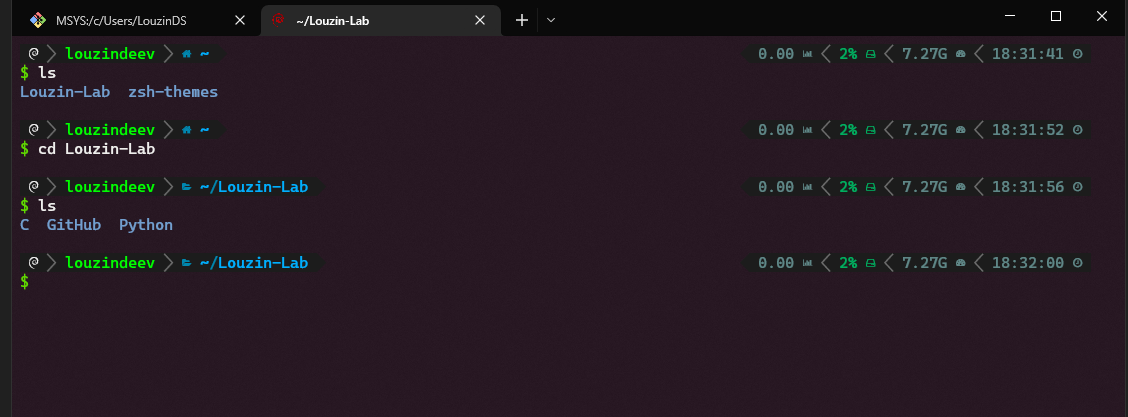 MSYS:/c/Users/LouzinDS ~/Louzin-Lab
louzindeev ~ 0.00 2% 7.27G 18:31:41
$ ls
Louzin-Lab zsh-themes
louzindeev ~ 0.00 2% 7.27G 18:31:52
$ cd Louzin-Lab
louzindeev ~/Louzin-Lab 0.00 2% 7.27G 18:31:56
$ ls
C GitHub Python
louzindeev ~/Louzin-Lab 0.00 2% 7.27G 18:32:00
$